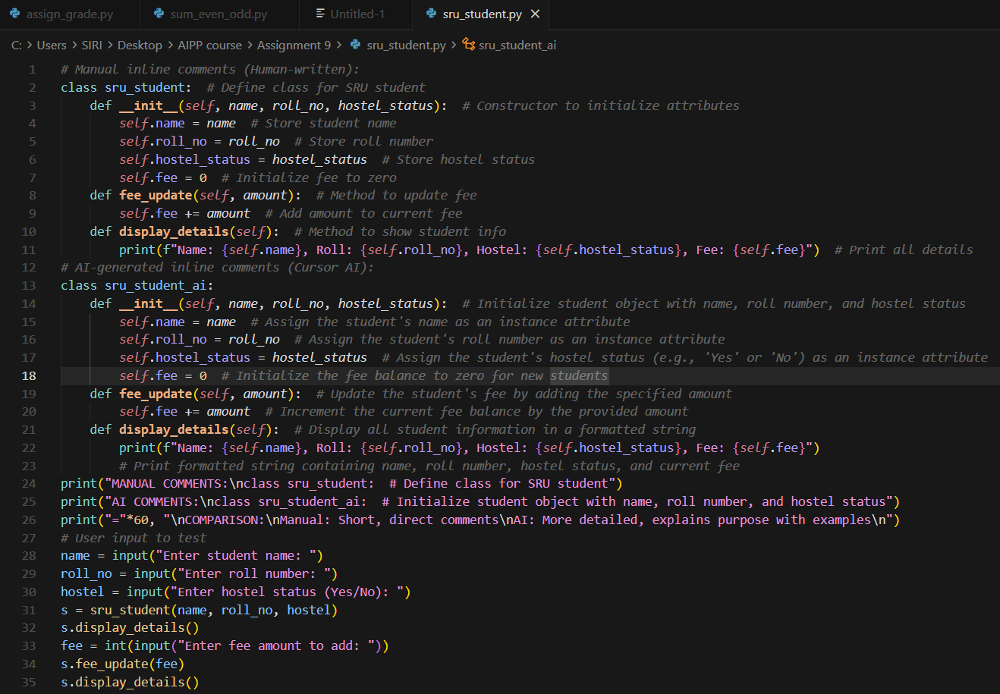 assign_grade.py sum_even_odd.py Untitled-1 sru_student.py
C: > Users > SIRI > Desktop > AIPP course > Assignment 9 > sru_student.py > sru_student_ai
1 # Manual inline comments (Human-written):
2 class sru_student:  # Define class for SRU student
3     def __init__(self, name, roll_no, hostel_status):  # Constructor to initialize attributes
4         self.name = name  # Store student name
5         self.roll_no = roll_no  # Store roll number
6         self.hostel_status = hostel_status  # Store hostel status
7         self.fee = 0  # Initialize fee to zero
8     def fee_update(self, amount):  # Method to update fee
9         self.fee += amount  # Add amount to current fee
10     def display_details(self):  # Method to show student info
11         print(f"Name: {self.name}, Roll: {self.roll_no}, Hostel: {self.hostel_status}, Fee: {self.fee}")  # Print all details
12 # AI-generated inline comments (Cursor AI):
13 class sru_student_ai:
14     def __init__(self, name, roll_no, hostel_status):  # Initialize student object with name, roll number, and hostel status
15         self.name = name  # Assign the student's name as an instance attribute
16         self.roll_no = roll_no  # Assign the student's roll number as an instance attribute
17         self.hostel_status = hostel_status  # Assign the student's hostel status (e.g., 'Yes' or 'No') as an instance attribute
18         self.fee = 0  # Initialize the fee balance to zero for new students
19     def fee_update(self, amount):  # Update the student's fee by adding the specified amount
20         self.fee += amount  # Increment the current fee balance by the provided amount
21     def display_details(self):  # Display all student information in a formatted string
22         print(f"Name: {self.name}, Roll: {self.roll_no}, Hostel: {self.hostel_status}, Fee: {self.fee}")
23         # Print formatted string containing name, roll number, hostel status, and current fee
24 print("MANUAL COMMENTS:\nclass sru_student:  # Define class for SRU student")
25 print("AI COMMENTS:\nclass sru_student_ai:  # Initialize student object with name, roll number, and hostel status")
26 print("="*60, "\nCOMPARISON:\nManual: Short, direct comments\nAI: More detailed, explains purpose with examples\n")
27 # User input to test
28 name = input("Enter student name: ")
29 roll_no = input("Enter roll number: ")
30 hostel = input("Enter hostel status (Yes/No): ")
31 s = sru_student(name, roll_no, hostel)
32 s.display_details()
33 fee = int(input("Enter fee amount to add: "))
34 s.fee_update(fee)
35 s.display_details()